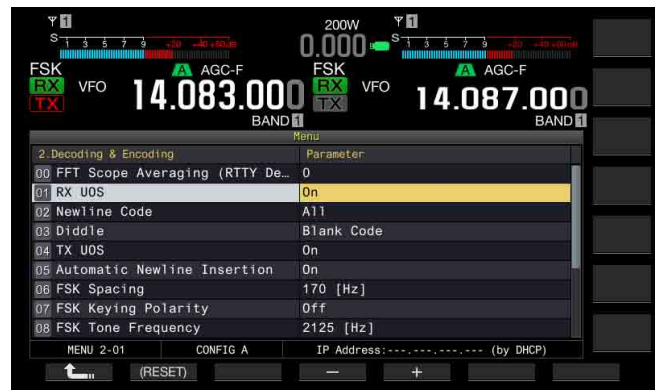 1 200W 1
S 1 3 5 7 9 +20 +40 +60dB 0.000 S 1 3 5 7 9 +20 +40 +60dB
FSK A AGC-F FSK A AGC-F
RX TX VFO 14.083.000 RX TX VFO 14.087.000
BAND 1 BAND 1
Menu
2.Decoding & Encoding Parameter
00 FFT Scope Averaging (RTTY De… 0
01 RX UOS On
02 Newline Code All
03 Diddle Blank Code
04 TX UOS On
05 Automatic Newline Insertion On
06 FSK Spacing 170 [Hz]
07 FSK Keying Polarity Off
08 FSK Tone Frequency 2125 [Hz]
MENU 2-01 CONFIG A IP Address:---.---.---.--- (by DHCP)
(RESET) − +